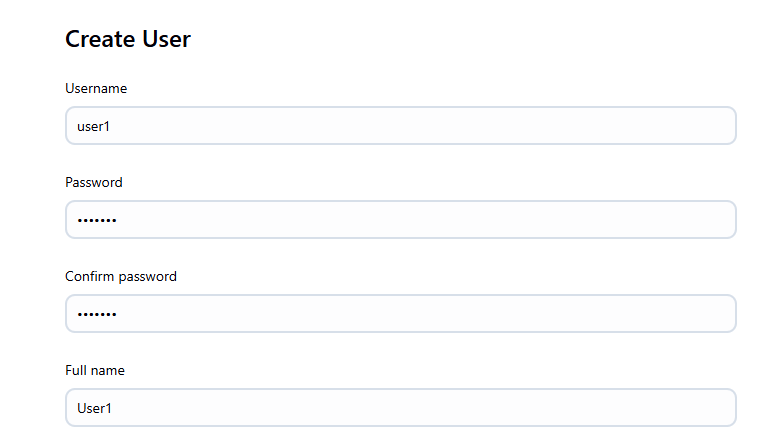 Create User
Username
user1
Password
•••••••
Confirm password
•••••••
Full name
User1